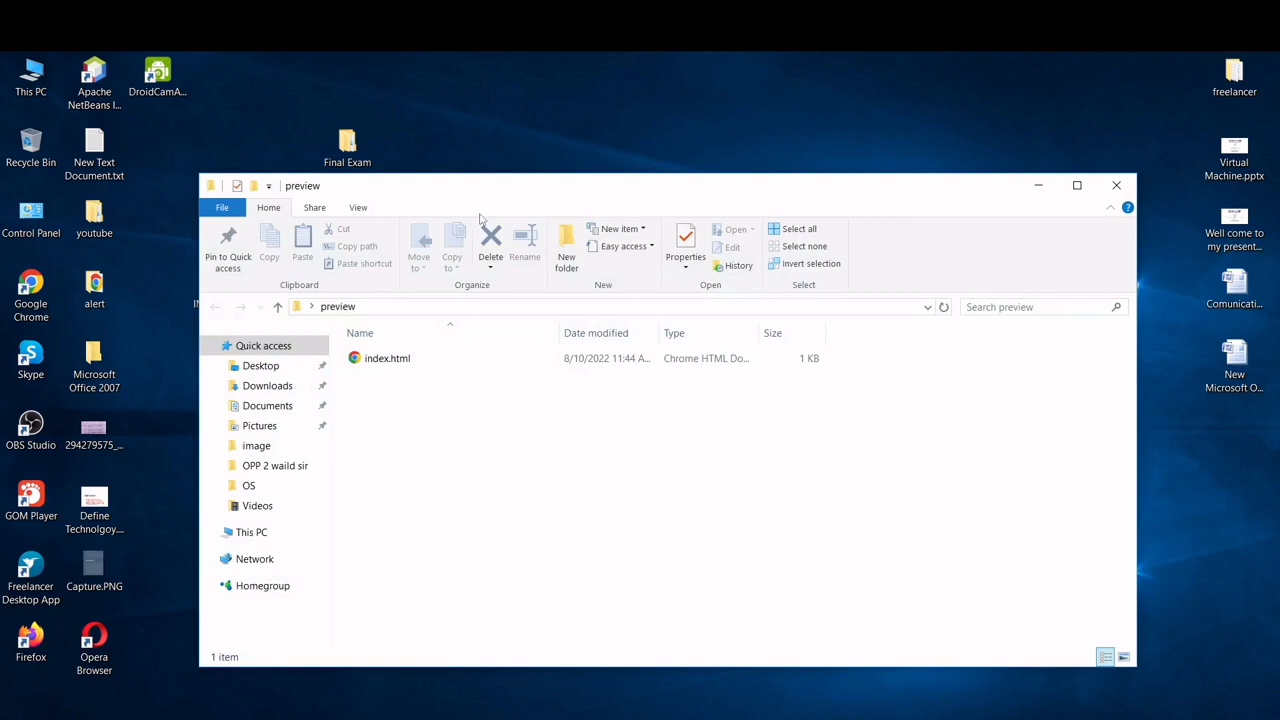 This PC
Apache
NetBeans I...
DroidCamA...
freelancer
Recycle Bin
New Text
Document.txt
Final Exam
Virtual
Machine.pptx
Control Panel
youtube
Well come to
my present...
Google
Chrome
alert
Comunicati...
Skype
Microsoft
Office 2007
New
Microsoft O...
OBS Studio
294279575_...
GOM Player
Define
Technolgoy....
Freelancer
Desktop App
Capture.PNG
Firefox
Opera
Browser
preview
File
Home
Share
View
Pin to Quick
access
Copy
Paste
Cut
Copy path
Paste shortcut
Clipboard
Move
to
Copy
to
Delete
Rename
Organize
New
folder
New item
Easy access
New
Properties
Open
Edit
History
Open
Select all
Select none
Invert selection
Select
preview
Search preview
Name
Date modified
Type
Size
index.html
8/10/2022 11:44 A...
Chrome HTML Do...
1 KB
Quick access
Desktop
Downloads
Documents
Pictures
image
OPP 2 waild sir
OS
Videos
This PC
Network
Homegroup
1 item